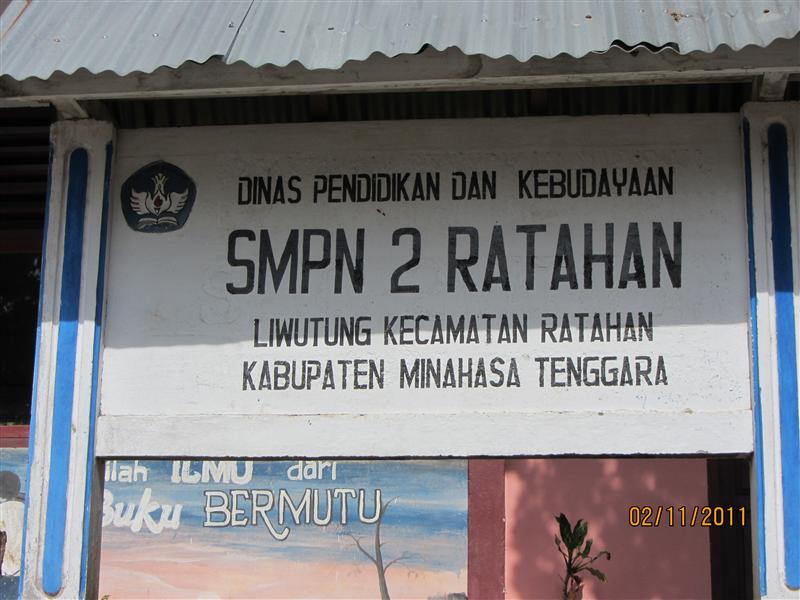 DINAS PENDIDIKAN DAN KEBUDAYAAN
SMPN 2 RATAHAN
LIWUTUNG KECAMATAN RATAHAN
KABUPATEN MINAHASA TENGGARA
ILMU dari
Buku BERMUTU
02/11/2011